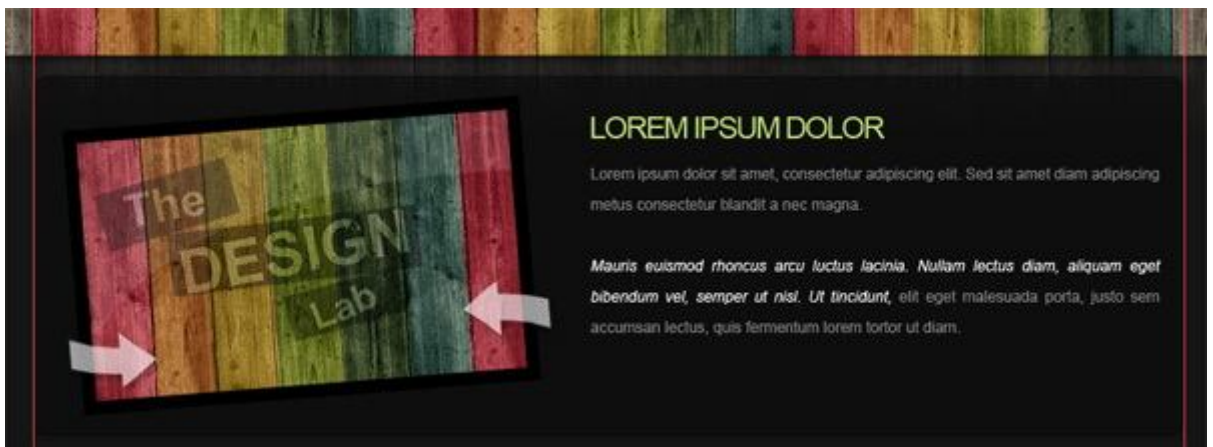 The
DESIGN
Lab
LOREM IPSUM DOLOR
Lorem ipsum dolor sit amet, consectetur adipiscing elit. Sed sit amet diam adipiscing
metus consectetur blandit a nec magna.
Mauris euismod rhoncus arcu luctus lacinia. Nullam lectus diam, aliquam eget
bibendum vel, semper ut nisl. Ut tincidunt, elit eget malesuada porta, justo sem
accumsan lectus, quis fermentum lorem tortor ut diam.